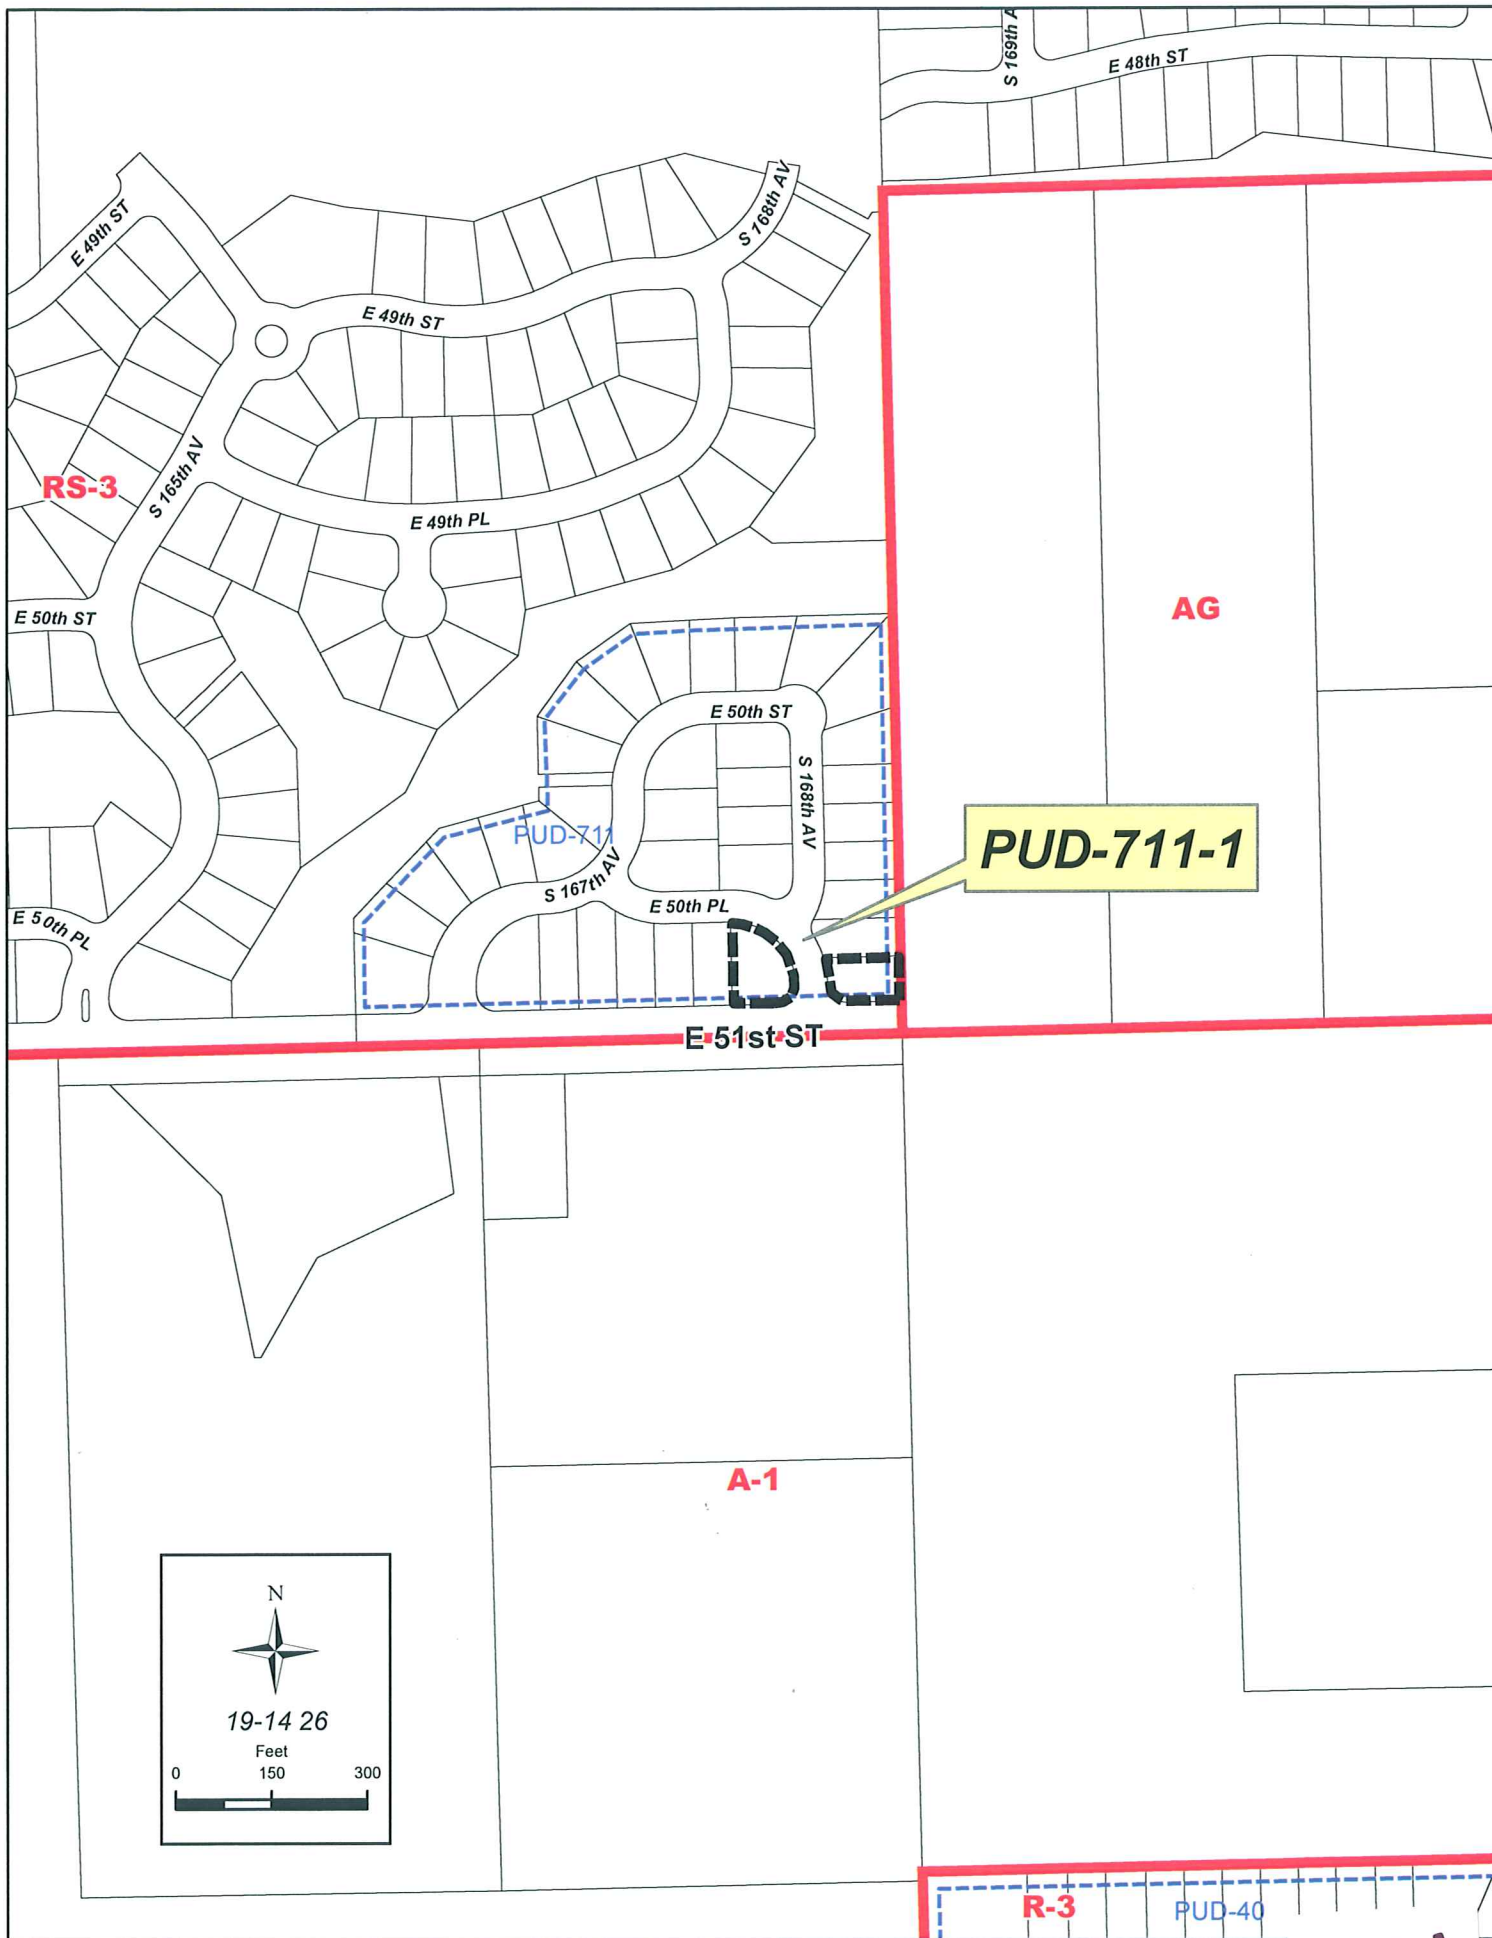 S 169th A
E 48th ST
E 49th ST
S 168th AV
E 49th ST
RS-3
S 165th AV
E 49th PL
AG
E 50th ST
E 50th ST
S 168th AV
PUD-711
PUD-711-1
S 167th AV
E 50th PL
E 50th PL
E 51st ST
A-1
N
19-14 26
Feet
0 150 300
R-3
PUD-40